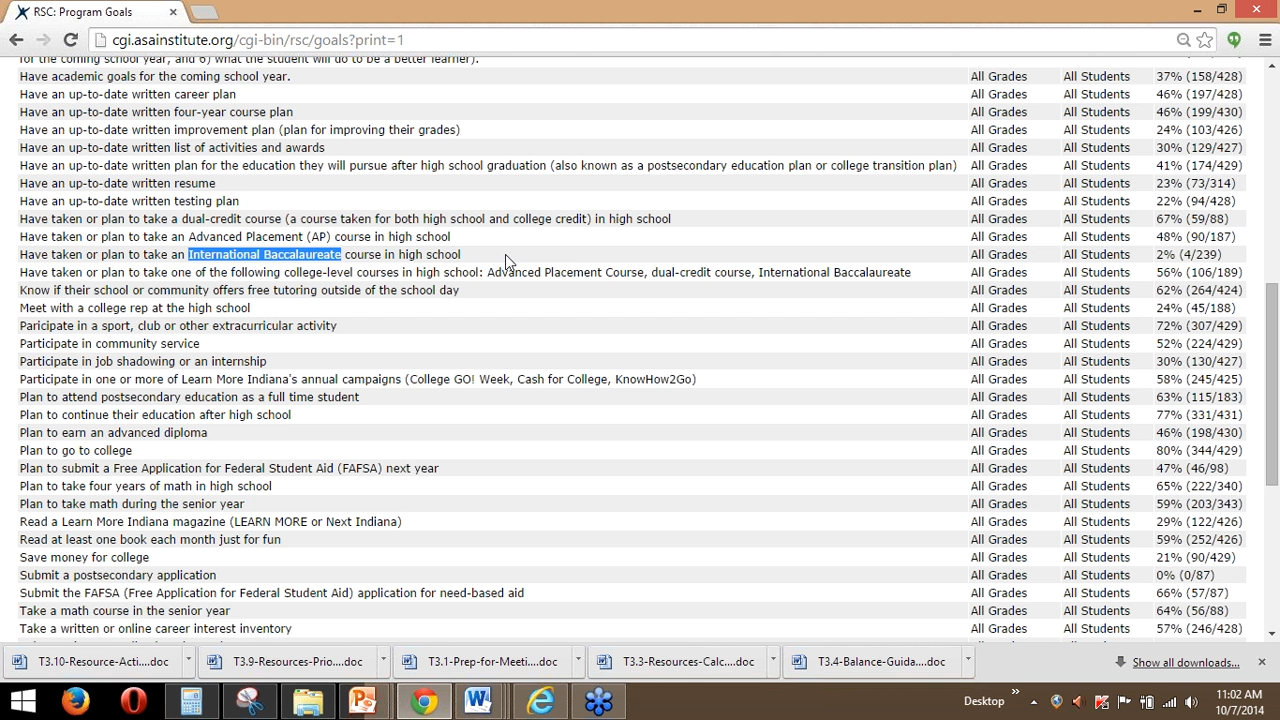 RSC: Program Goals
cgi.asainstitute.org/cgi-bin/rsc/goals?print=1
for the coming school year, and 6) what the student will do to be a better learner).
Have academic goals for the coming school year. All Grades All Students 37% (158/428)
Have an up-to-date written career plan All Grades All Students 46% (197/428)
Have an up-to-date written four-year course plan All Grades All Students 46% (199/430)
Have an up-to-date written improvement plan (plan for improving their grades) All Grades All Students 24% (103/426)
Have an up-to-date written list of activities and awards All Grades All Students 30% (129/427)
Have an up-to-date written plan for the education they will pursue after high school graduation (also known as a postsecondary education plan or college transition plan) All Grades All Students 41% (174/429)
Have an up-to-date written resume All Grades All Students 23% (73/314)
Have an up-to-date written testing plan All Grades All Students 22% (94/428)
Have taken or plan to take a dual-credit course (a course taken for both high school and college credit) in high school All Grades All Students 67% (59/88)
Have taken or plan to take an Advanced Placement (AP) course in high school All Grades All Students 48% (90/187)
Have taken or plan to take an International Baccalaureate course in high school All Grades All Students 2% (4/239)
Have taken or plan to take one of the following college-level courses in high school: Advanced Placement Course, dual-credit course, International Baccalaureate All Grades All Students 56% (106/189)
Know if their school or community offers free tutoring outside of the school day All Grades All Students 62% (264/424)
Meet with a college rep at the high school All Grades All Students 24% (45/188)
Paricipate in a sport, club or other extracurricular activity All Grades All Students 72% (307/429)
Participate in community service All Grades All Students 52% (224/429)
Participate in job shadowing or an internship All Grades All Students 30% (130/427)
Participate in one or more of Learn More Indiana's annual campaigns (College GO! Week, Cash for College, KnowHow2Go) All Grades All Students 58% (245/425)
Plan to attend postsecondary education as a full time student All Grades All Students 63% (115/183)
Plan to continue their education after high school All Grades All Students 77% (331/431)
Plan to earn an advanced diploma All Grades All Students 46% (198/430)
Plan to go to college All Grades All Students 80% (344/429)
Plan to submit a Free Application for Federal Student Aid (FAFSA) next year All Grades All Students 47% (46/98)
Plan to take four years of math in high school All Grades All Students 65% (222/340)
Plan to take math during the senior year All Grades All Students 59% (203/343)
Read a Learn More Indiana magazine (LEARN MORE or Next Indiana) All Grades All Students 29% (122/426)
Read at least one book each month just for fun All Grades All Students 59% (252/426)
Save money for college All Grades All Students 21% (90/429)
Submit a postsecondary application All Grades All Students 0% (0/87)
Submit the FAFSA (Free Application for Federal Student Aid) application for need-based aid All Grades All Students 66% (57/87)
Take a math course in the senior year All Grades All Students 64% (56/88)
Take a written or online career interest inventory All Grades All Students 57% (246/428)
T3.10-Resource-Acti....doc T3.9-Resources-Prio....doc T3.1-Prep-for-Meeti....doc T3.3-Resources-Calc....doc T3.4-Balance-Guidan....doc Show all downloads...
Desktop 11:02 AM
10/7/2014